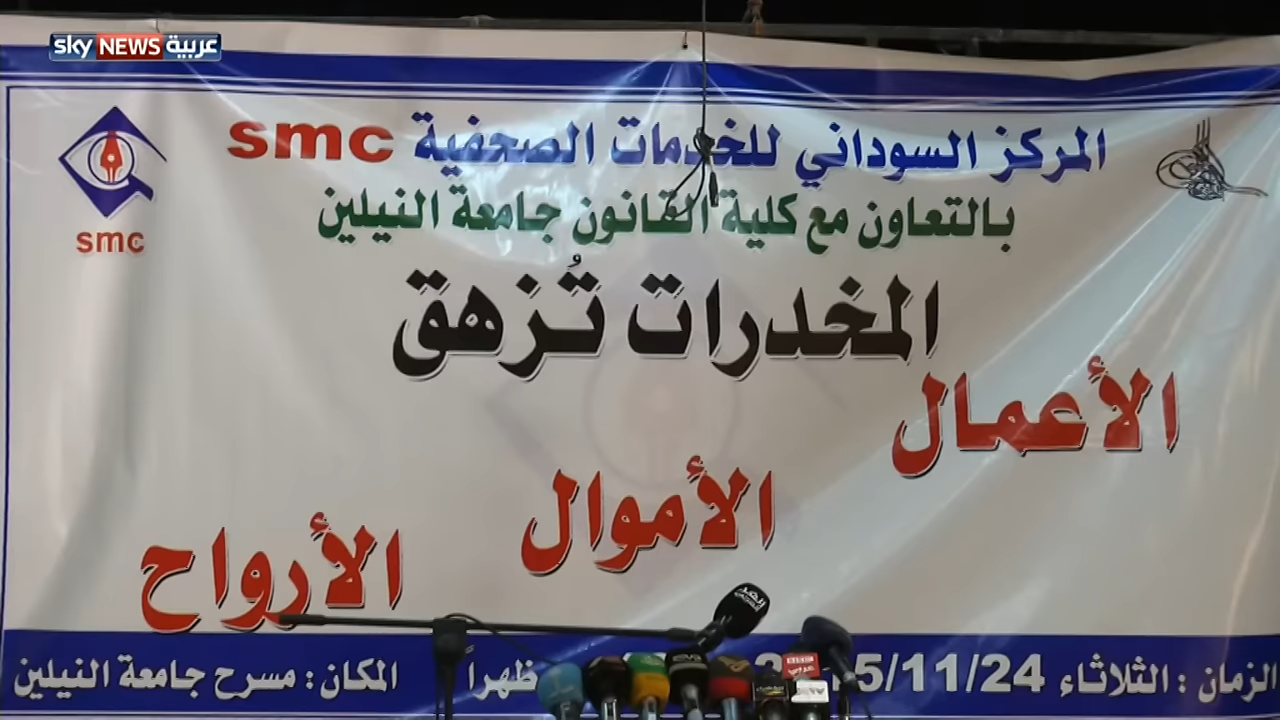 sky NEWS عربية
المركز السوداني للخدمات الصحفية smc
smc
بالتعاون مع كلية القانون جامعة النيلين
المخدرات تُزهق
الأعمال
الأموال
الأرواح
الزمان : الثلاثاء 5/11/24 ظهراً
المكان : مسرح جامعة النيلين